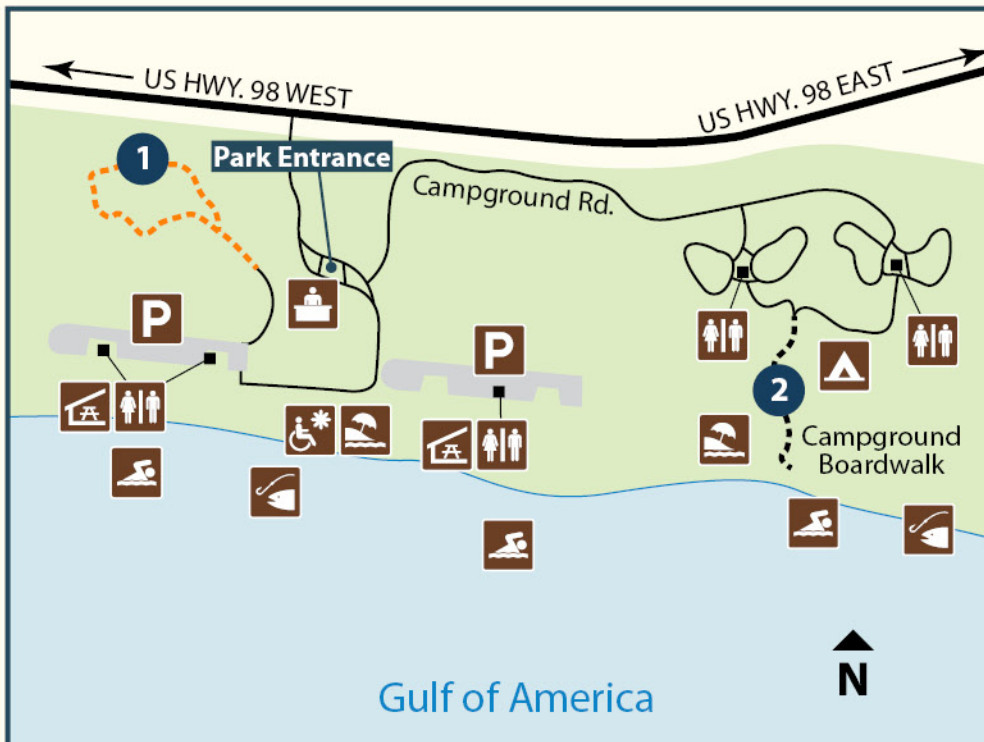 US HWY. 98 WEST
US HWY. 98 EAST
1
Park Entrance
Campground Rd.
P
P
2
Campground
Boardwalk
N
Gulf of America